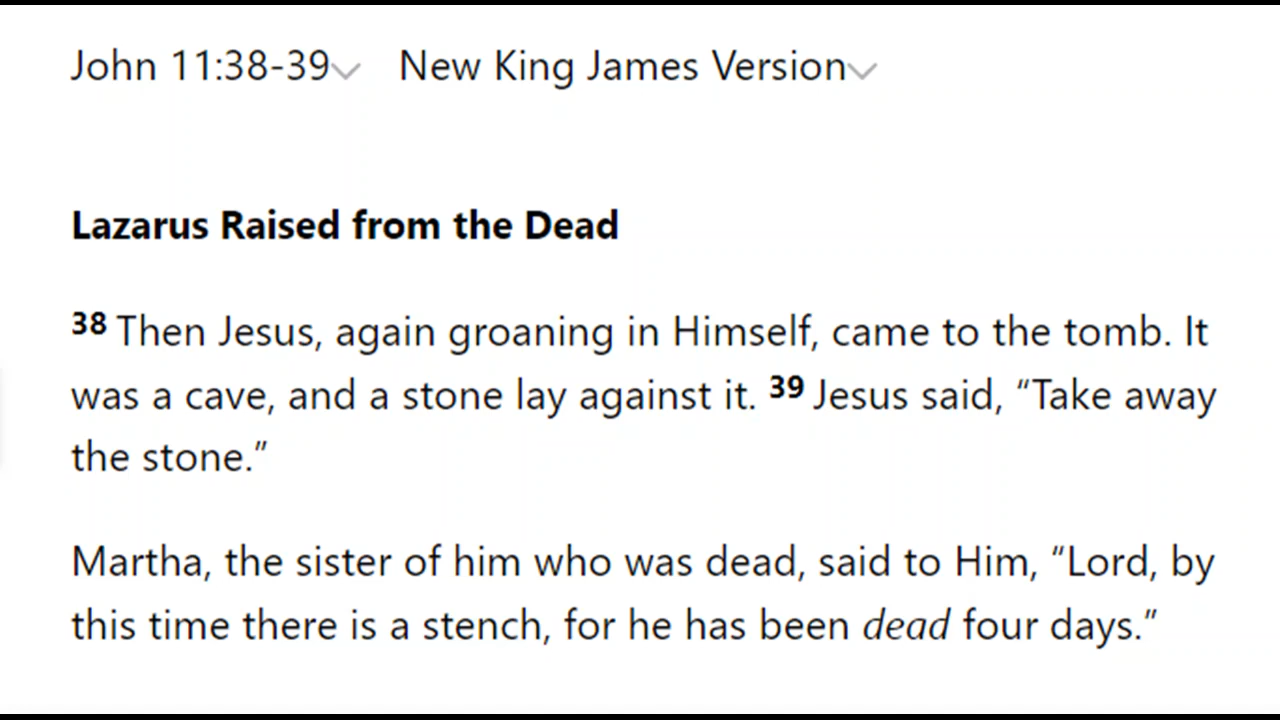 John 11:38-39 New King James Version
Lazarus Raised from the Dead
38 Then Jesus, again groaning in Himself, came to the tomb. It
was a cave, and a stone lay against it. 39 Jesus said, “Take away
the stone.”
Martha, the sister of him who was dead, said to Him, “Lord, by
this time there is a stench, for he has been dead four days.”